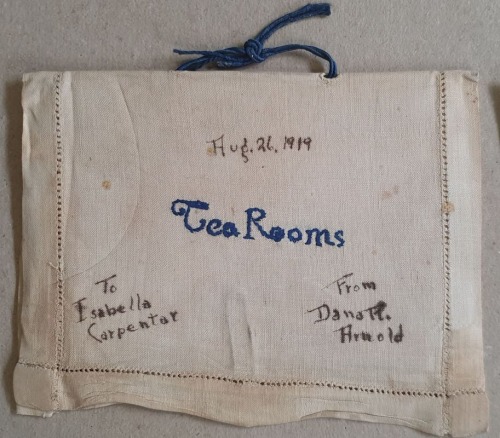 Aug. 26, 1919
Tea Rooms
To
Isabella
Carpentar
From
Dana H.
Arnold